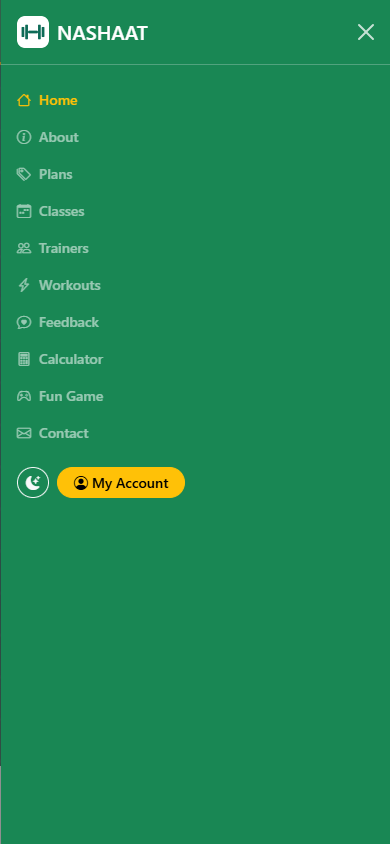 NASHAAT
Home
About
Plans
Classes
Trainers
Workouts
Feedback
Calculator
Fun Game
Contact
My Account